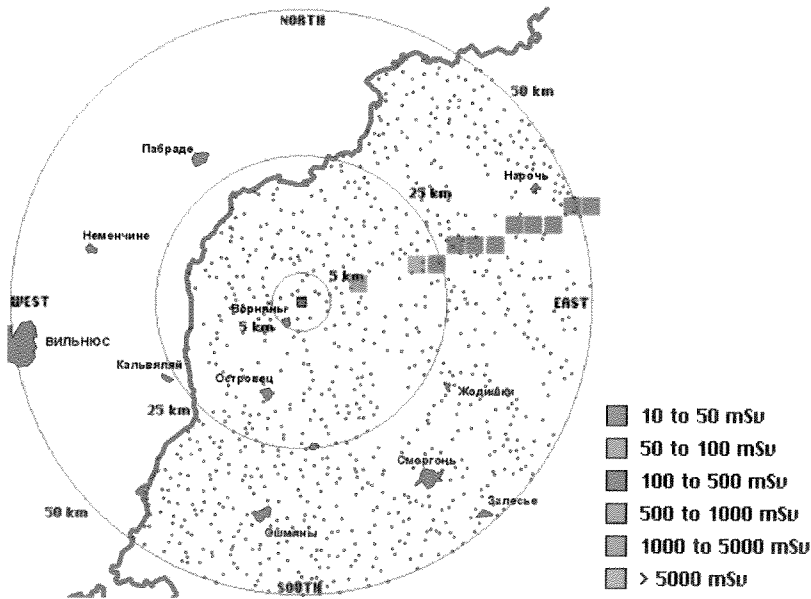 NORTH
50 km
Пабраде
Нарочь
25 km
Неменчине
5 km
WEST
EAST
Ворняны
5 km
ВИЛЬНЮС
Кальвяляй
Островец
Жодишки
25 km
Сморгонь
50 km
Залесье
Ошмяны
SOUTH
10 to 50 mSv
50 to 100 mSv
100 to 500 mSv
500 to 1000 mSv
1000 to 5000 mSv
> 5000 mSv